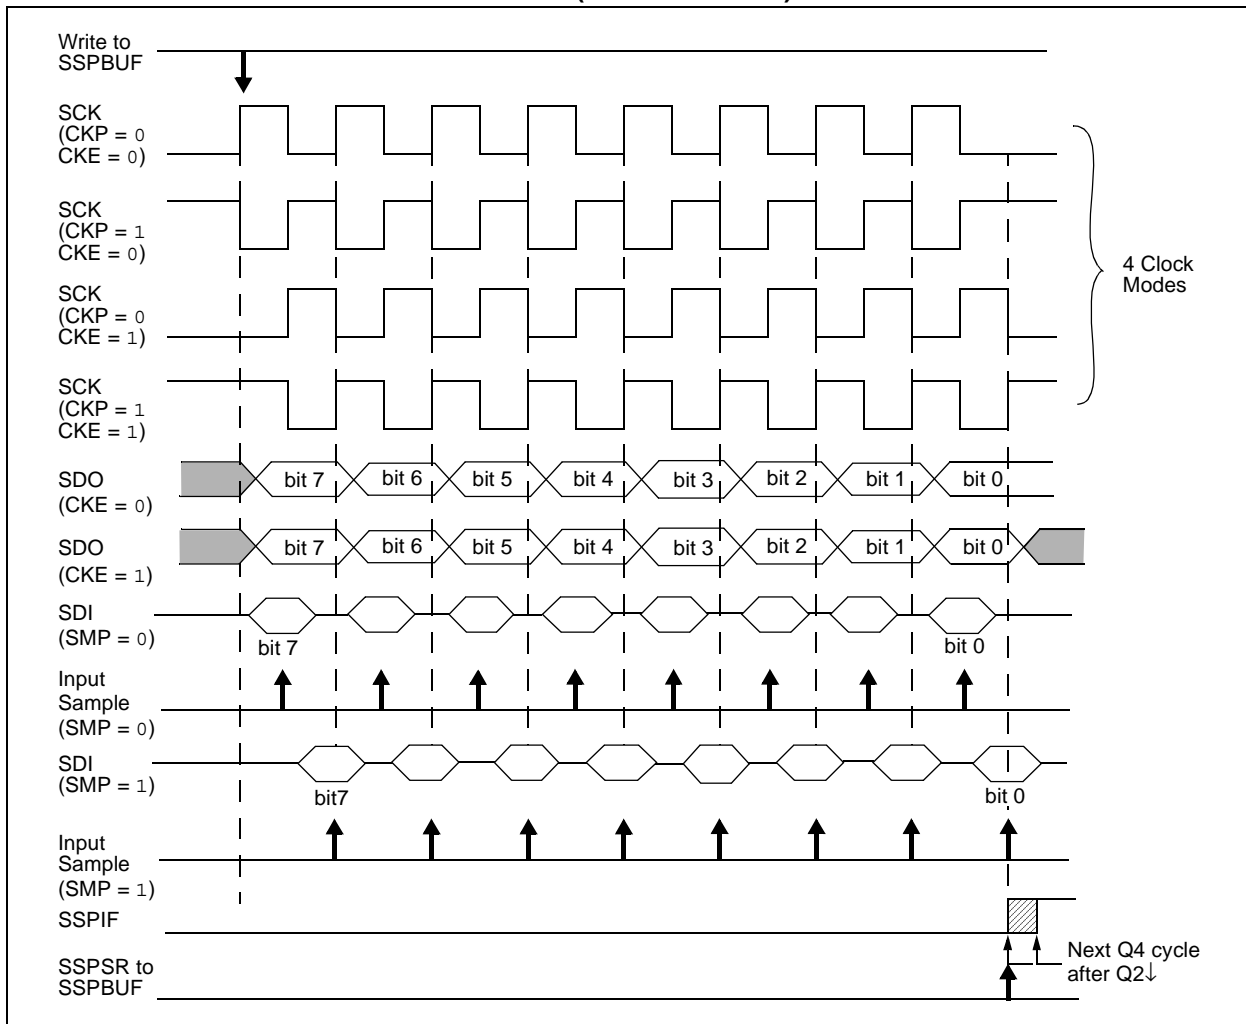 Write to
SSPBUF
SCK
(CKP = 0
CKE = 0)
SCK
(CKP = 1
CKE = 0)
SCK
(CKP = 0
CKE = 1)
SCK
(CKP = 1
CKE = 1)
4 Clock
Modes
SDO
(CKE = 0)
bit 7 bit 6 bit 5 bit 4 bit 3 bit 2 bit 1 bit 0
SDO
(CKE = 1)
bit 7 bit 6 bit 5 bit 4 bit 3 bit 2 bit 1 bit 0
SDI
(SMP = 0)
bit 7 bit 0
Input
Sample
(SMP = 0)
SDI
(SMP = 1)
bit7 bit 0
Input
Sample
(SMP = 1)
SSPIF
SSPSR to
SSPBUF
Next Q4 cycle
after Q2↓